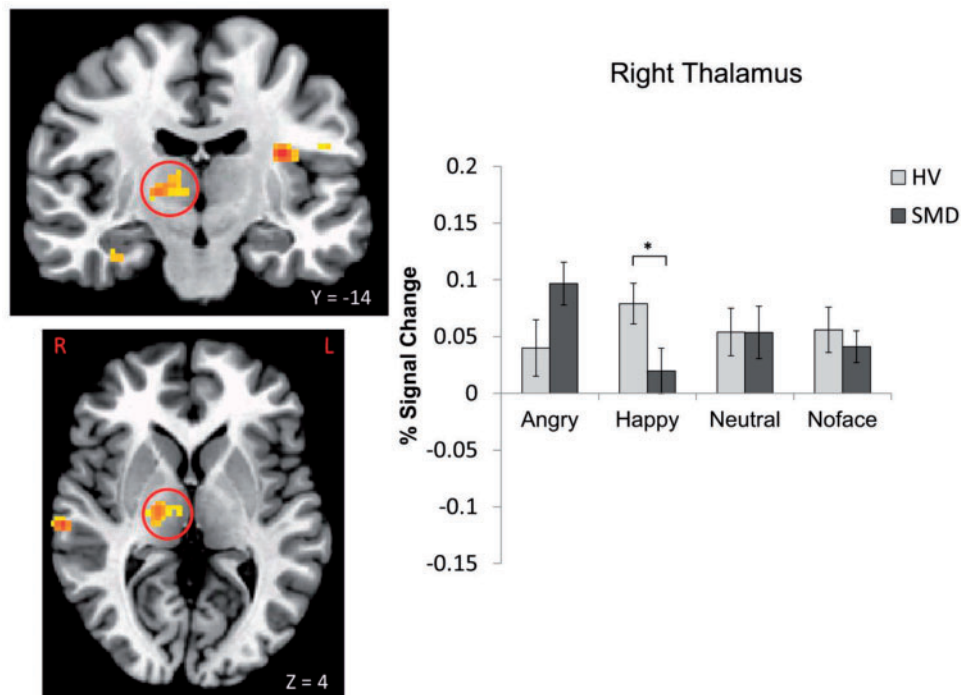 Y = -14
R L
Z = 4
Right Thalamus
% Signal Change
0.2
0.15
0.1
0.05
0
-0.05
-0.1
-0.15
HV
SMD
*
Angry Happy Neutral Noface